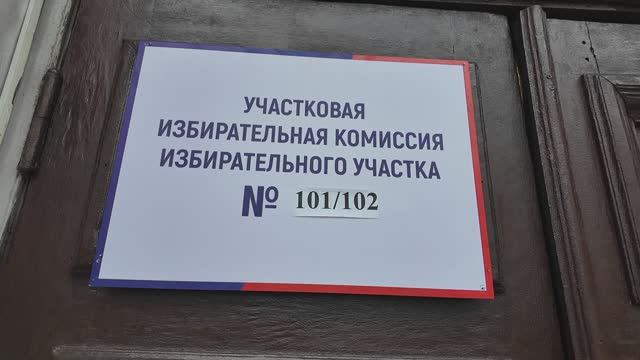 УЧАСТКОВАЯ
ИЗБИРАТЕЛЬНАЯ КОМИССИЯ
ИЗБИРАТЕЛЬНОГО УЧАСТКА
№ 101/102